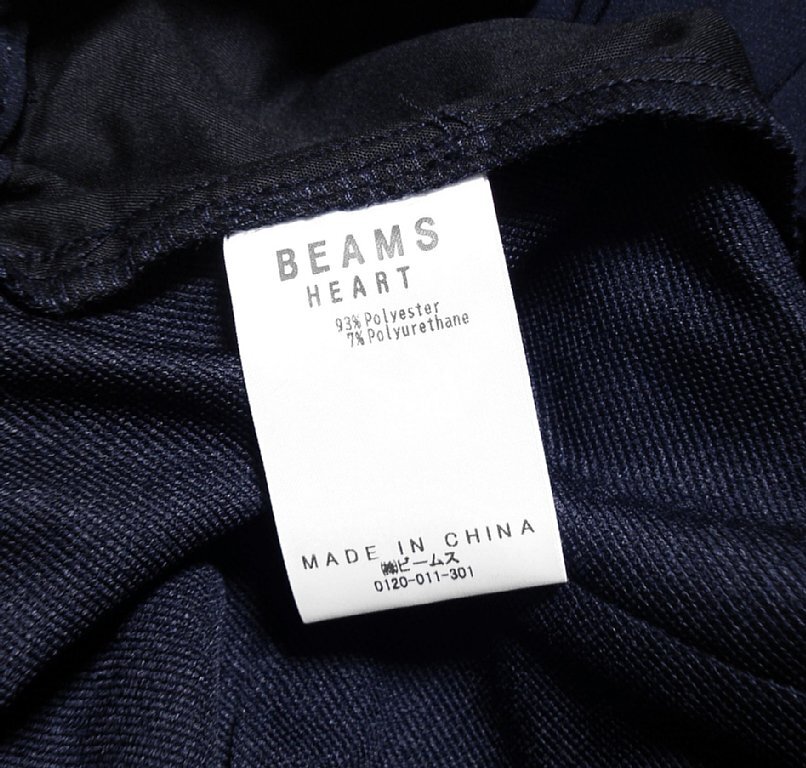 BEAMS
HEART
93% Polyester
7% Polyurethane
MADE IN CHINA
㈱ビームス
0120-011-301